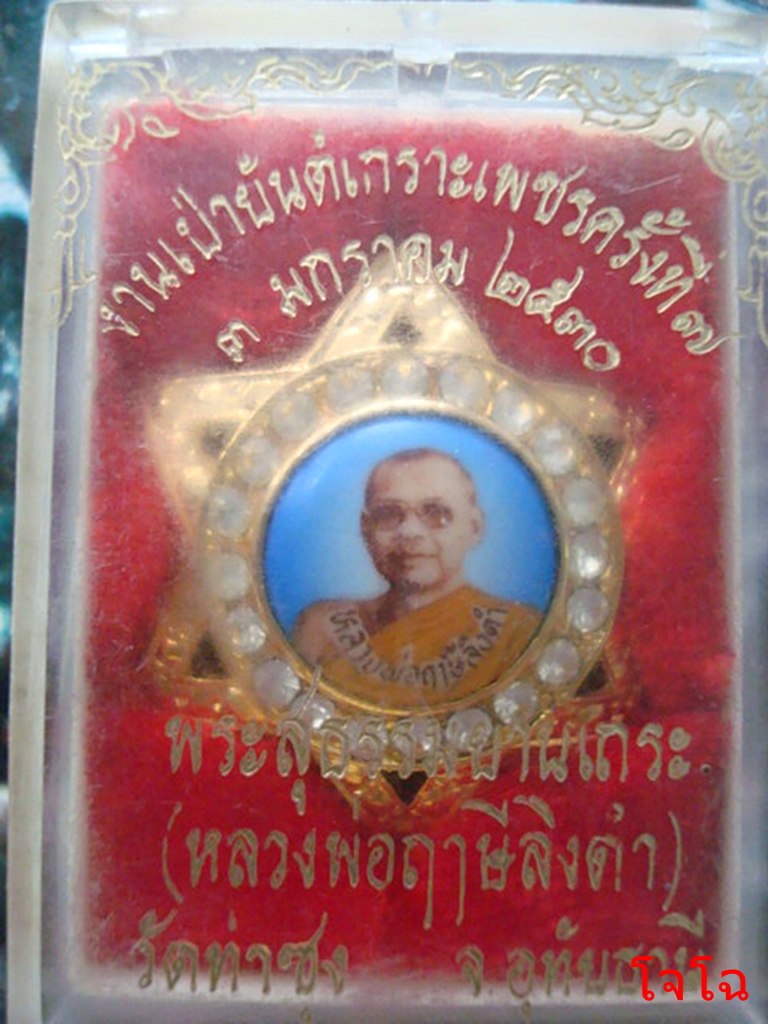 งานเป่ายันต์เกราะเพชรครั้งที่ ๗
๓ มกราคม ๒๕๓๐
หลวงพ่อฤาษีลิงดำ
พระสุธรรมยานเถระ
(หลวงพ่อฤาษีลิงดำ)
วัดท่าซุง จ.อุทัยธานี
โจโฉ